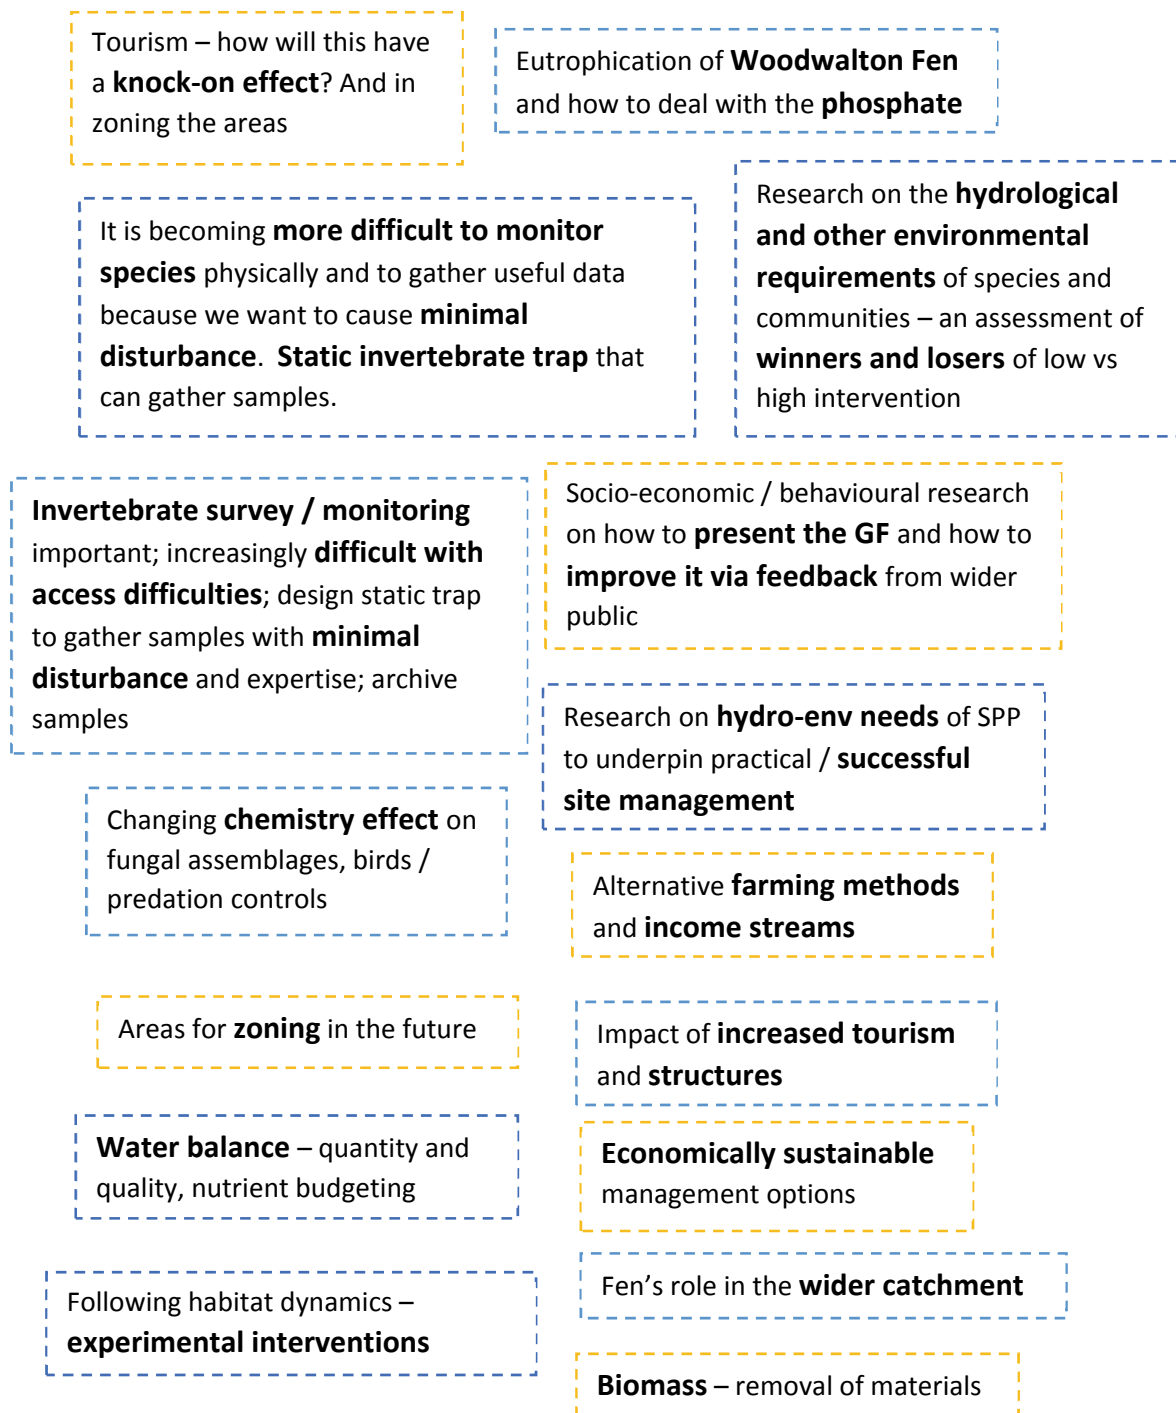 Tourism – how will this have
a knock-on effect? And in
zoning the areas
Eutrophication of Woodwalton Fen
and how to deal with the phosphate
It is becoming more difficult to monitor
species physically and to gather useful data
because we want to cause minimal
disturbance.  Static invertebrate trap that
can gather samples.
Research on the hydrological
and other environmental
requirements of species and
communities – an assessment of
winners and losers of low vs
high intervention
Invertebrate survey / monitoring
important; increasingly difficult with
access difficulties; design static trap
to gather samples with minimal
disturbance and expertise; archive
samples
Socio-economic / behavioural research
on how to present the GF and how to
improve it via feedback from wider
public
Research on hydro-env needs of SPP
to underpin practical / successful
site management
Changing chemistry effect on
fungal assemblages, birds /
predation controls
Alternative farming methods
and income streams
Areas for zoning in the future
Impact of increased tourism
and structures
Water balance – quantity and
quality, nutrient budgeting
Economically sustainable
management options
Following habitat dynamics –
experimental interventions
Fen’s role in the wider catchment
Biomass – removal of materials